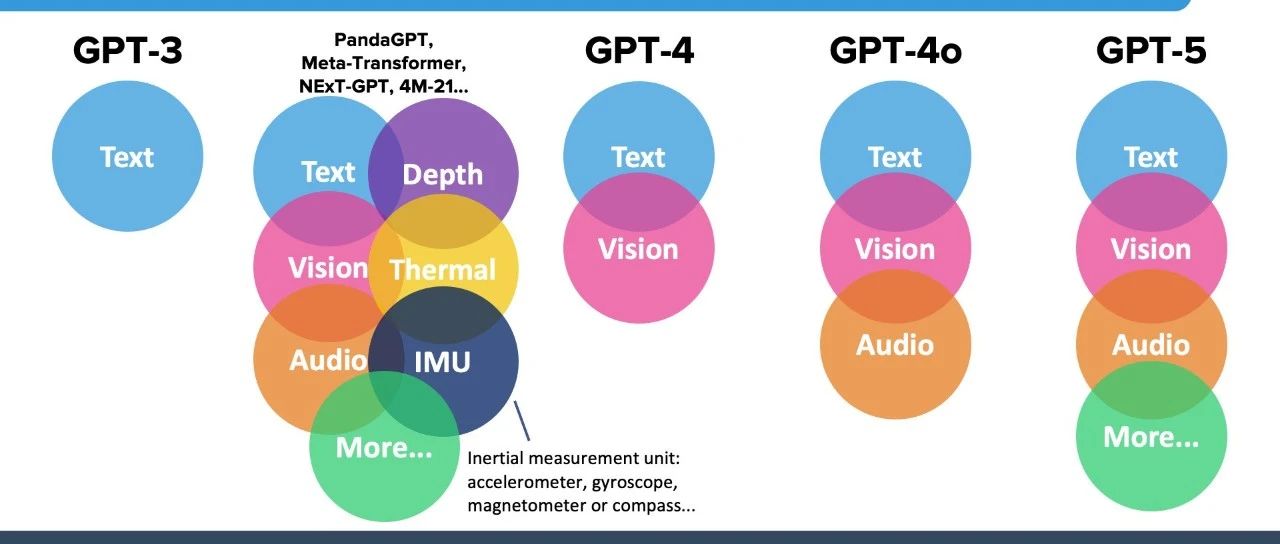 GPT-3
Text
PandaGPT,
Meta-Transformer,
NExT-GPT, 4M-21...
Text
Depth
Vision
Thermal
Audio
IMU
More...
Inertial measurement unit:
accelerometer, gyroscope,
magnetometer or compass...
GPT-4
Text
Vision
GPT-4o
Text
Vision
Audio
GPT-5
Text
Vision
Audio
More...